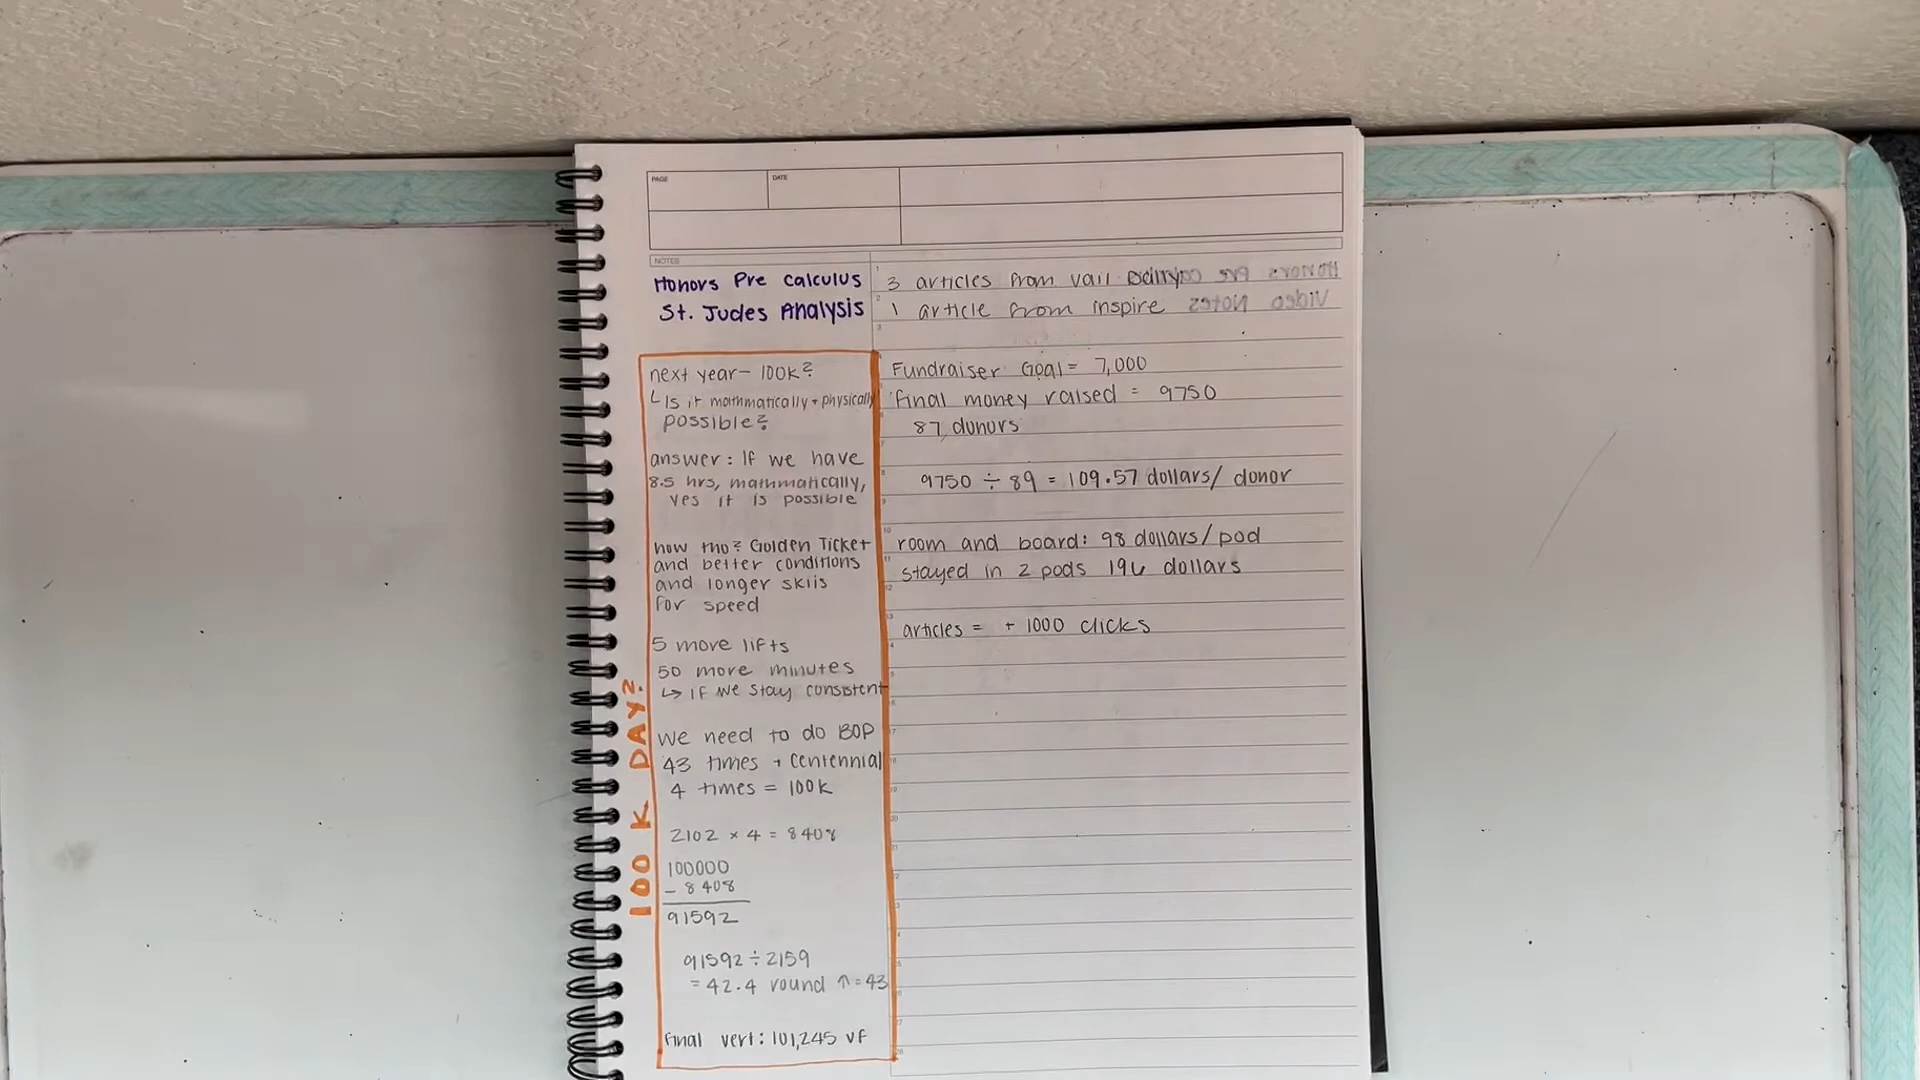 PAGE
DATE
NOTES
Honors Pre Calculus
St. Judes Analysis
next year - 100k?
↳ Is it mathmatically + physically
possible?
answer: If we have
8.5 hrs, mathmatically,
yes it is possible
how tho? Golden Ticket
and better conditions
and longer skiis
for speed
5 more lifts
50 more minutes
↳ if we stay consistent
we need to do BOP
43 times + Centennial
4 times = 100k
2102 × 4 = 8408
100000
- 8408
91592
91592 ÷ 2159
= 42.4 round ↑ = 43
final vert: 101,245 vf
100 K DAY?
3 articles from vail
1 article from inspire
Fundraiser Goal = 7,000
final money raised = 9750
87 donors
9750 ÷ 89 = 109.57 dollars/ donor
room and board: 98 dollars/pod
stayed in 2 pods 196 dollars
articles = + 1000 clicks